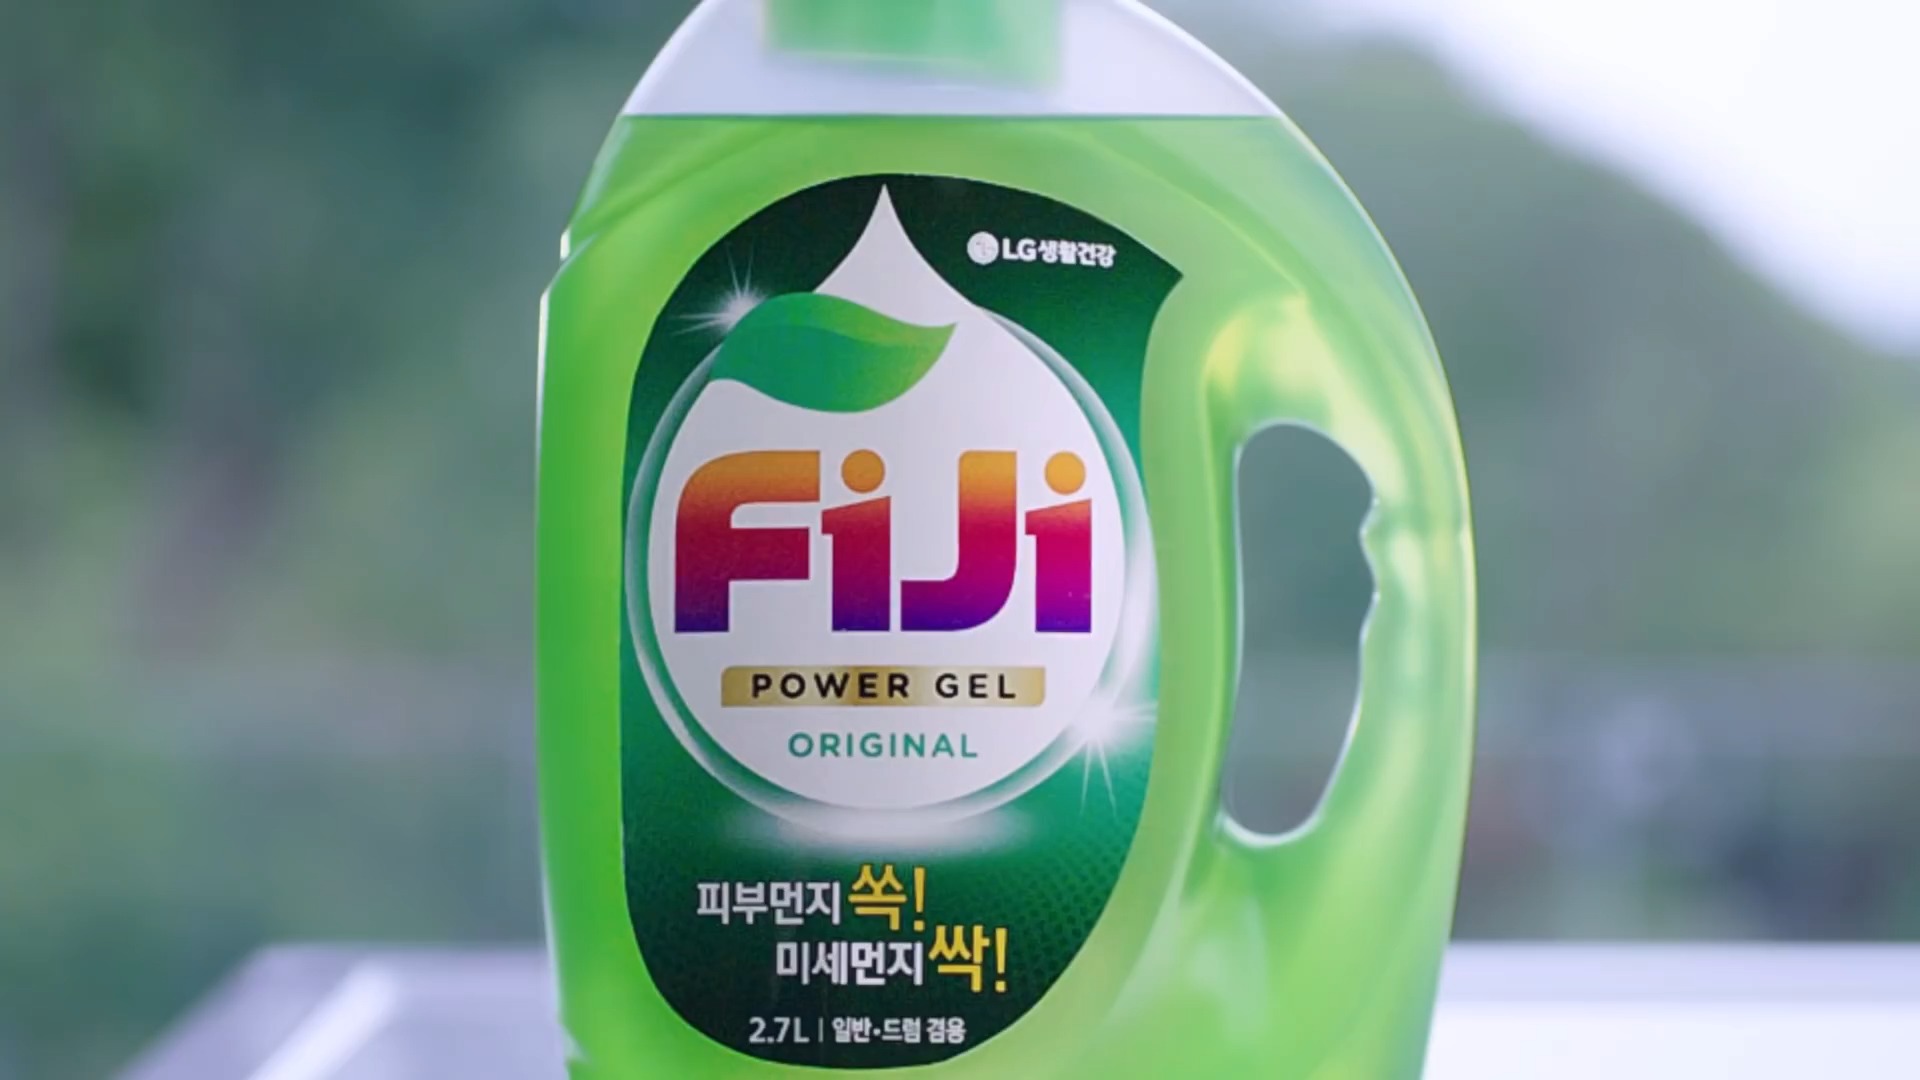 LG생활건강
FiJi
POWER GEL
ORIGINAL
피부먼지 쏙!
미세먼지 싹!
2.7L | 일반·드럼 겸용